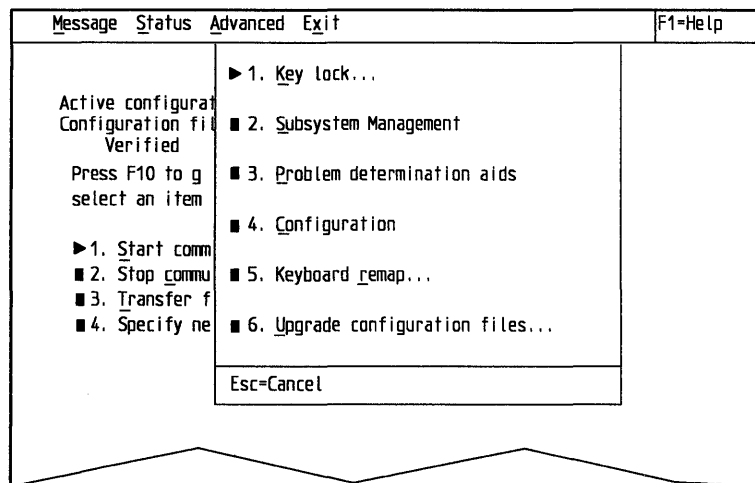 Message Status Advanced Exit F1=Help
▶1. Key lock...
Active configurat
Configuration fil ■ 2. Subsystem Management
Verified
Press F10 to g ■ 3. Problem determination aids
select an item
■ 4. Configuration
▶1. Start comm
■ 2. Stop commu ■ 5. Keyboard remap...
■ 3. Transfer f
■ 4. Specify ne ■ 6. Upgrade configuration files...
Esc=Cancel